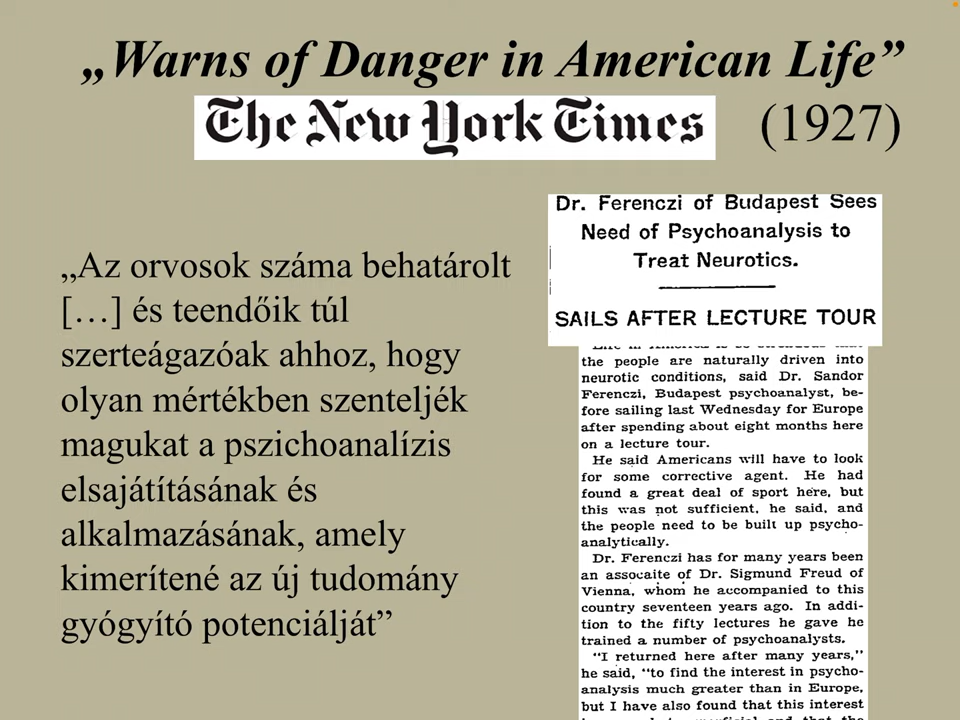 „Warns of Danger in American Life”
The New York Times
(1927)
„Az orvosok száma behatárolt
[…] és teendőik túl
szerteágazóak ahhoz, hogy
olyan mértékben szenteljék
magukat a pszichoanalízis
elsajátításának és
alkalmazásának, amely
kimerítené az új tudomány
gyógyító potenciálját”
Dr. Ferenczi of Budapest Sees
Need of Psychoanalysis to
Treat Neurotics.
SAILS AFTER LECTURE TOUR
Life in America is so strenuous that
the people are naturally driven into
neurotic conditions, said Dr. Sandor
Ferenczi, Budapest psychoanalyst, be-
fore sailing last Wednesday for Europe
after spending about eight months here
on a lecture tour.
He said Americans will have to look
for some corrective agent. He had
found a great deal of sport here, but
this was not sufficient, he said, and
the people need to be built up psycho-
analytically.
Dr. Ferenczi has for many years been
an assocaite of Dr. Sigmund Freud of
Vienna, whom he accompanied to this
country seventeen years ago. In addi-
tion to the fifty lectures he gave he
trained a number of psychoanalysts.
"I returned here after many years,"
he said, "to find the interest in psycho-
analysis much greater than in Europe,
but I have also found that this interest